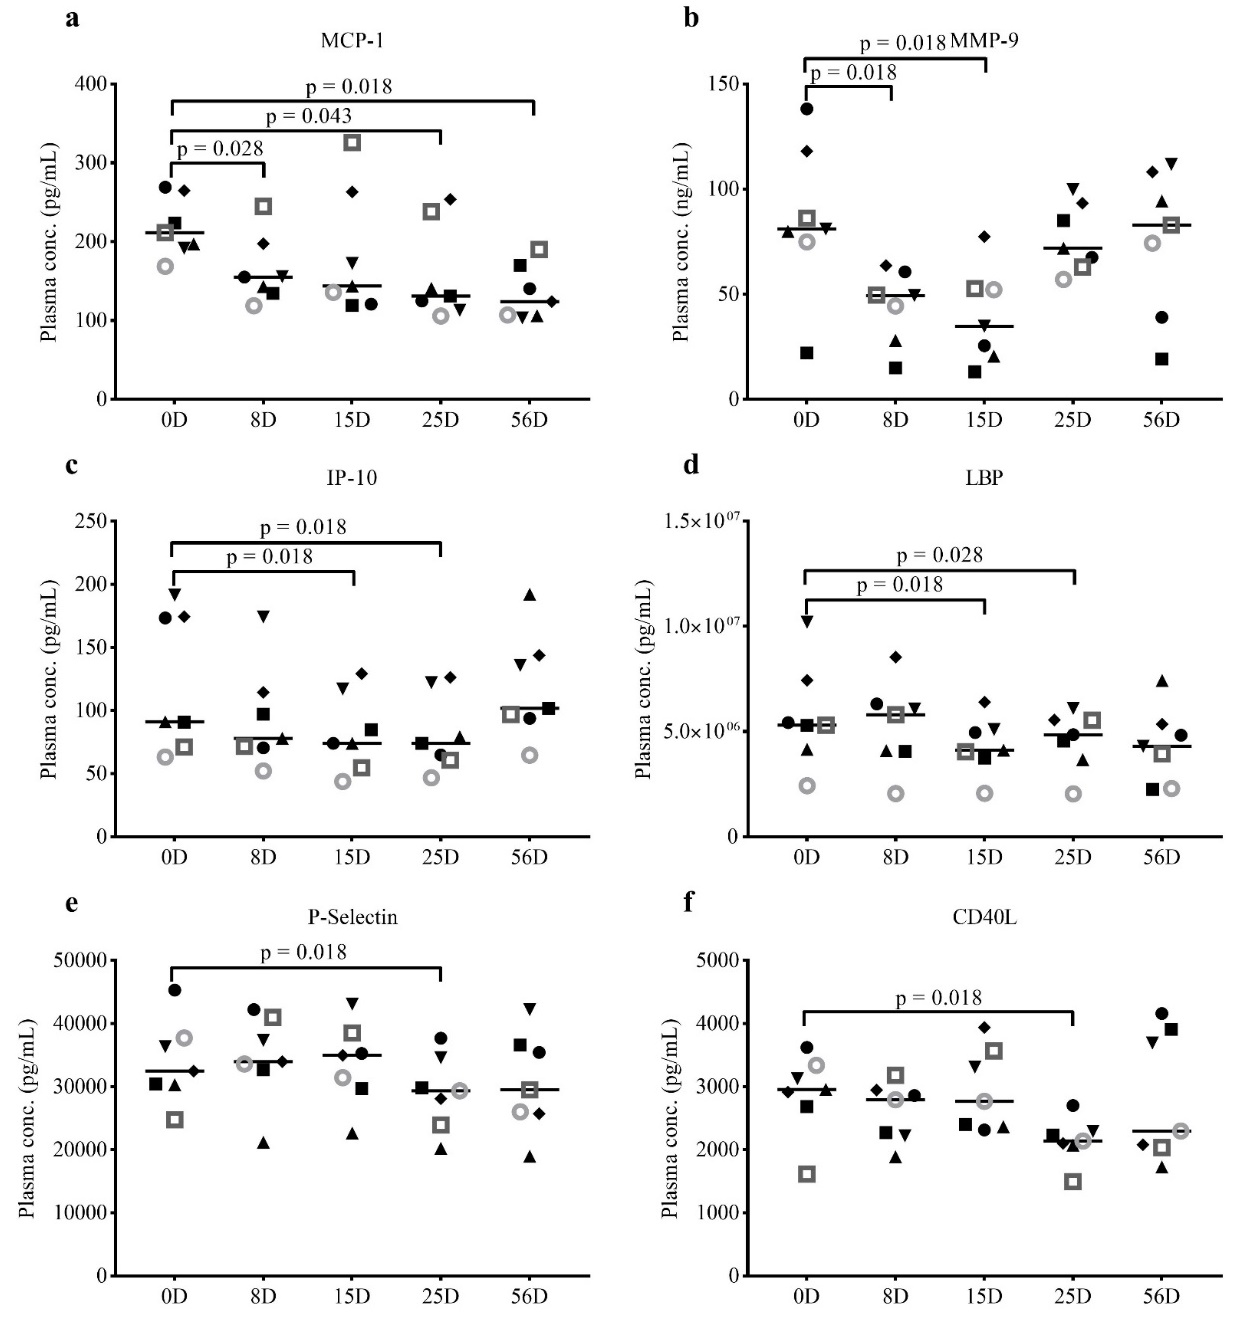 a
MCP-1
p = 0.018
p = 0.043
p = 0.028
Plasma conc. (pg/mL)
400
300
200
100
0
0D 8D 15D 25D 56D
b
p = 0.018 MMP-9
p = 0.018
Plasma conc. (ng/mL)
150
100
50
0
0D 8D 15D 25D 56D
c
IP-10
p = 0.018
p = 0.018
Plasma conc. (pg/mL)
250
200
150
100
50
0
0D 8D 15D 25D 56D
d
LBP
p = 0.028
p = 0.018
Plasma conc. (pg/mL)
1.5×10⁰⁷
1.0×10⁰⁷
5.0×10⁰⁶
0
0D 8D 15D 25D 56D
e
P-Selectin
p = 0.018
Plasma conc. (pg/mL)
50000
40000
30000
20000
10000
0
0D 8D 15D 25D 56D
f
CD40L
p = 0.018
Plasma conc. (pg/mL)
5000
4000
3000
2000
1000
0
0D 8D 15D 25D 56D